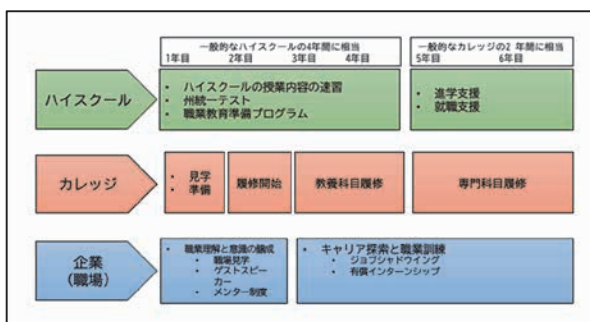 一般的なハイスクールの4年間に相当
1年目 2年目 3年目 4年目
一般的なカレッジの2 年間に相当
5年目 6年目
ハイスクール
• ハイスクールの授業内容の速習
• 州統一テスト
• 職業教育準備プログラム
• 進学支援
• 就職支援
カレッジ
• 見学
• 準備
履修開始
教養科目履修
専門科目履修
企業
(職場)
• 職業理解と意識の醸成
• 職場見学
• ゲストスピー
カー
• メンター制度
• キャリア探索と職業訓練
• ジョブシャドウイング
• 有償インターンシップ